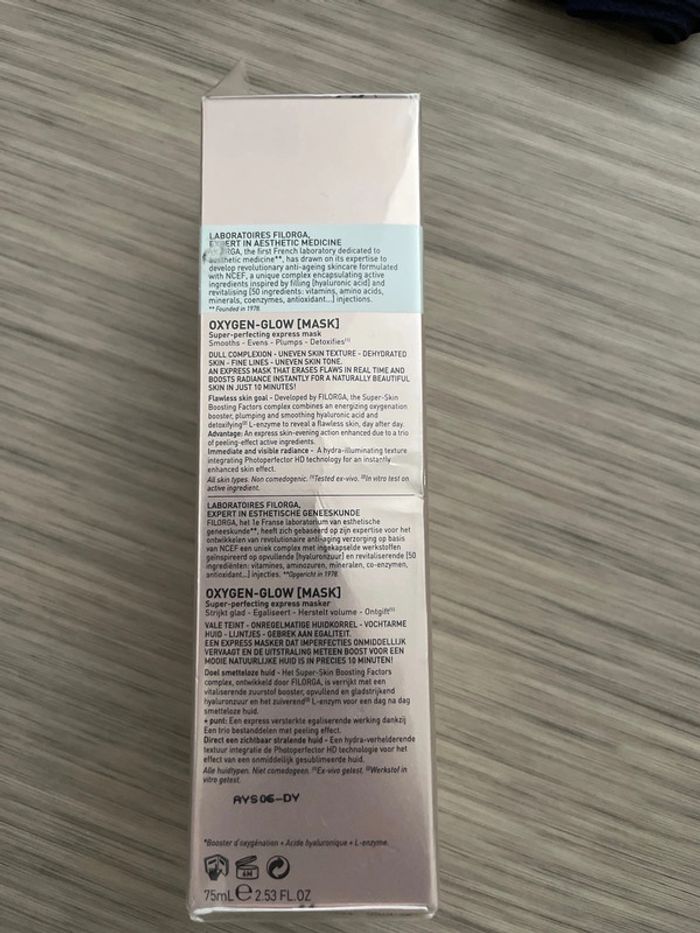 LABORATOIRES FILORGA,
EXPERT IN AESTHETIC MEDICINE
FILORGA, the first French laboratory dedicated to
aesthetic medicine**, has drawn on its expertise to
develop revolutionary anti-ageing skincare formulated
with NCEF, a unique complex encapsulating active
ingredients inspired by filling [hyaluronic acid] and
revitalising [50 ingredients: vitamins, amino acids,
minerals, coenzymes, antioxidant...] injections.
** Founded in 1978.
OXYGEN-GLOW [MASK]
Super-perfecting express mask
Smooths - Evens - Plumps - Detoxifies⁽¹⁾
DULL COMPLEXION - UNEVEN SKIN TEXTURE - DEHYDRATED
SKIN - FINE LINES - UNEVEN SKIN TONE.
AN EXPRESS MASK THAT ERASES FLAWS IN REAL TIME AND
BOOSTS RADIANCE INSTANTLY FOR A NATURALLY BEAUTIFUL
SKIN IN JUST 10 MINUTES!
Flawless skin goal - Developed by FILORGA, the Super-Skin
Boosting Factors complex combines an energizing oxygenation
booster, plumping and smoothing hyaluronic acid and
detoxifying⁽²⁾ L-enzyme to reveal a flawless skin, day after day.
Advantage: An express skin-evening action enhanced due to a trio
of peeling-effect active ingredients.
Immediate and visible radiance - A hydra-illuminating texture
integrating Photoperfector HD technology for an instantly
enhanced skin effect.
All skin types. Non comedogenic. ⁽¹⁾Tested ex-vivo. ⁽²⁾In vitro test on
active ingredient.
LABORATOIRES FILORGA,
EXPERT IN ESTHETISCHE GENEESKUNDE
FILORGA, het 1e Franse laboratorium van esthetische
geneeskunde**, heeft zich gebaseerd op zijn expertise voor het
ontwikkelen van revolutionaire anti-aging verzorging op basis
van NCEF een uniek complex met ingekapselde werkstoffen
geïnspireerd op opvullende [hyaluronzuur] en revitaliserende [50
ingrediënten: vitamines, aminozuren, mineralen, co-enzymen,
antioxidant...] injecties. **Opgericht in 1978.
OXYGEN-GLOW [MASK]
Super-perfecting express masker
Strijkt glad - Egaliseert - Herstelt volume - Ontgift⁽¹⁾
VALE TEINT - ONREGELMATIGE HUIDKORREL - VOCHTARME
HUID - LIJNTJES - GEBREK AAN EGALITEIT.
EEN EXPRESS MASKER DAT IMPERFECTIES ONMIDDELLIJK
VERVAAGT EN DE UITSTRALING METEEN BOOST VOOR EEN
MOOIE NATUURLIJKE HUID IS IN PRECIES 10 MINUTEN!
Doel smetteloze huid - Het Super-Skin Boosting Factors
complex, ontwikkeld door FILORGA, is verrijkt met een
vitaliserende zuurstof booster, opvullend en gladstrijkend
hyaluronzuur en het zuiverend⁽²⁾ L-enzym voor een dag na dag
smetteloze huid.
+ punt: Een express versterkte egaliserende werking dankzij
Een trio bestanddelen met peeling effect.
Direct een zichtbaar stralende huid - Een hydra-verhelderende
textuur integratie de Photoperfector HD technologie voor het
effect van een onmiddellijk gesublimeerde huid.
Alle huidtypen. Niet comedogeen. ⁽¹⁾Ex-vivo getest. ⁽²⁾Werkstof in
vitro getest.
AYS06-DY
*Booster d'oxygénation + Acide hyaluronique + L-enzyme.
6M
75mL ℮ 2.53 FL.OZ